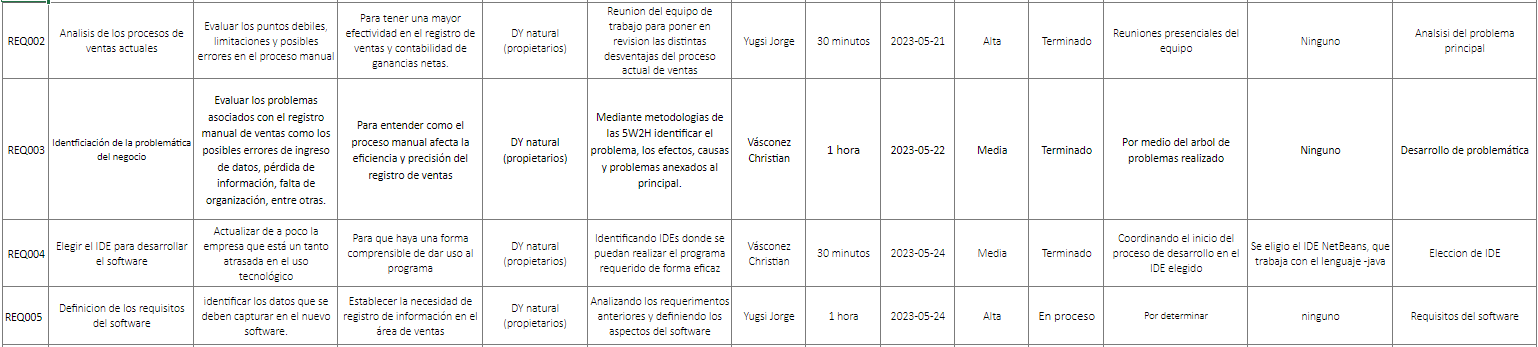 REQ002
Analisis de los procesos de
ventas actuales
Evaluar los puntos debiles,
limitaciones y posibles
errores en el proceso manual
Para tener una mayor
efectividad en el registro de
ventas y contabilidad de
ganancias netas.
DY natural
(propietarios)
Reunion del equipo de
trabajo para poner en
revision las distintas
desventajas del proceso
actual de ventas
Yugsi Jorge
30 minutos
2023-05-21
Alta
Terminado
Reuniones presenciales del
equipo
Ninguno
Analsisi del problema
principal
REQ003
Identficiación de la problemática
del negocio
Evaluar los problemas
asociados con el registro
manual de ventas como los
posibles errores de ingreso
de datos, pérdida de
información, falta de
organización, entre otras.
Para entender como el
proceso manual afecta la
eficiencia y precisión del
registro de ventas
DY natural
(propietarios)
Mediante metodologias de
las 5W2H identificar el
problema, los efectos, causas
y problemas anexados al
principal.
Vásconez
Christian
1 hora
2023-05-22
Media
Terminado
Por medio del arbol de
problemas realizado
Ninguno
Desarrollo de problemática
REQ004
Elegir el IDE para desarrollar
el software
Actualizar de a poco la
empresa que está un tanto
atrasada en el uso
tecnológico
Para que haya una forma
comprensible de dar uso al
programa
DY natural
(propietarios)
Identificando IDEs donde se
puedan realizar el programa
requerido de forma eficaz
Vásconez
Christian
30 minutos
2023-05-24
Media
Terminado
Coordinando el inicio del
proceso de desarrollo en el
IDE elegido
Se eligio el IDE NetBeans, que
trabaja con el lenguaje -java
Eleccion de IDE
REQ005
Definicion de los requisitos
del software
identificar los datos que se
deben capturar en el nuevo
software.
Establecer la necesidad de
registro de información en el
área de ventas
DY natural
(propietarios)
Analizando los requerimentos
anteriores y definiendo los
aspectos del software
Yugsi Jorge
1 hora
2023-05-24
Alta
En proceso
Por determinar
ninguno
Requisitos del software